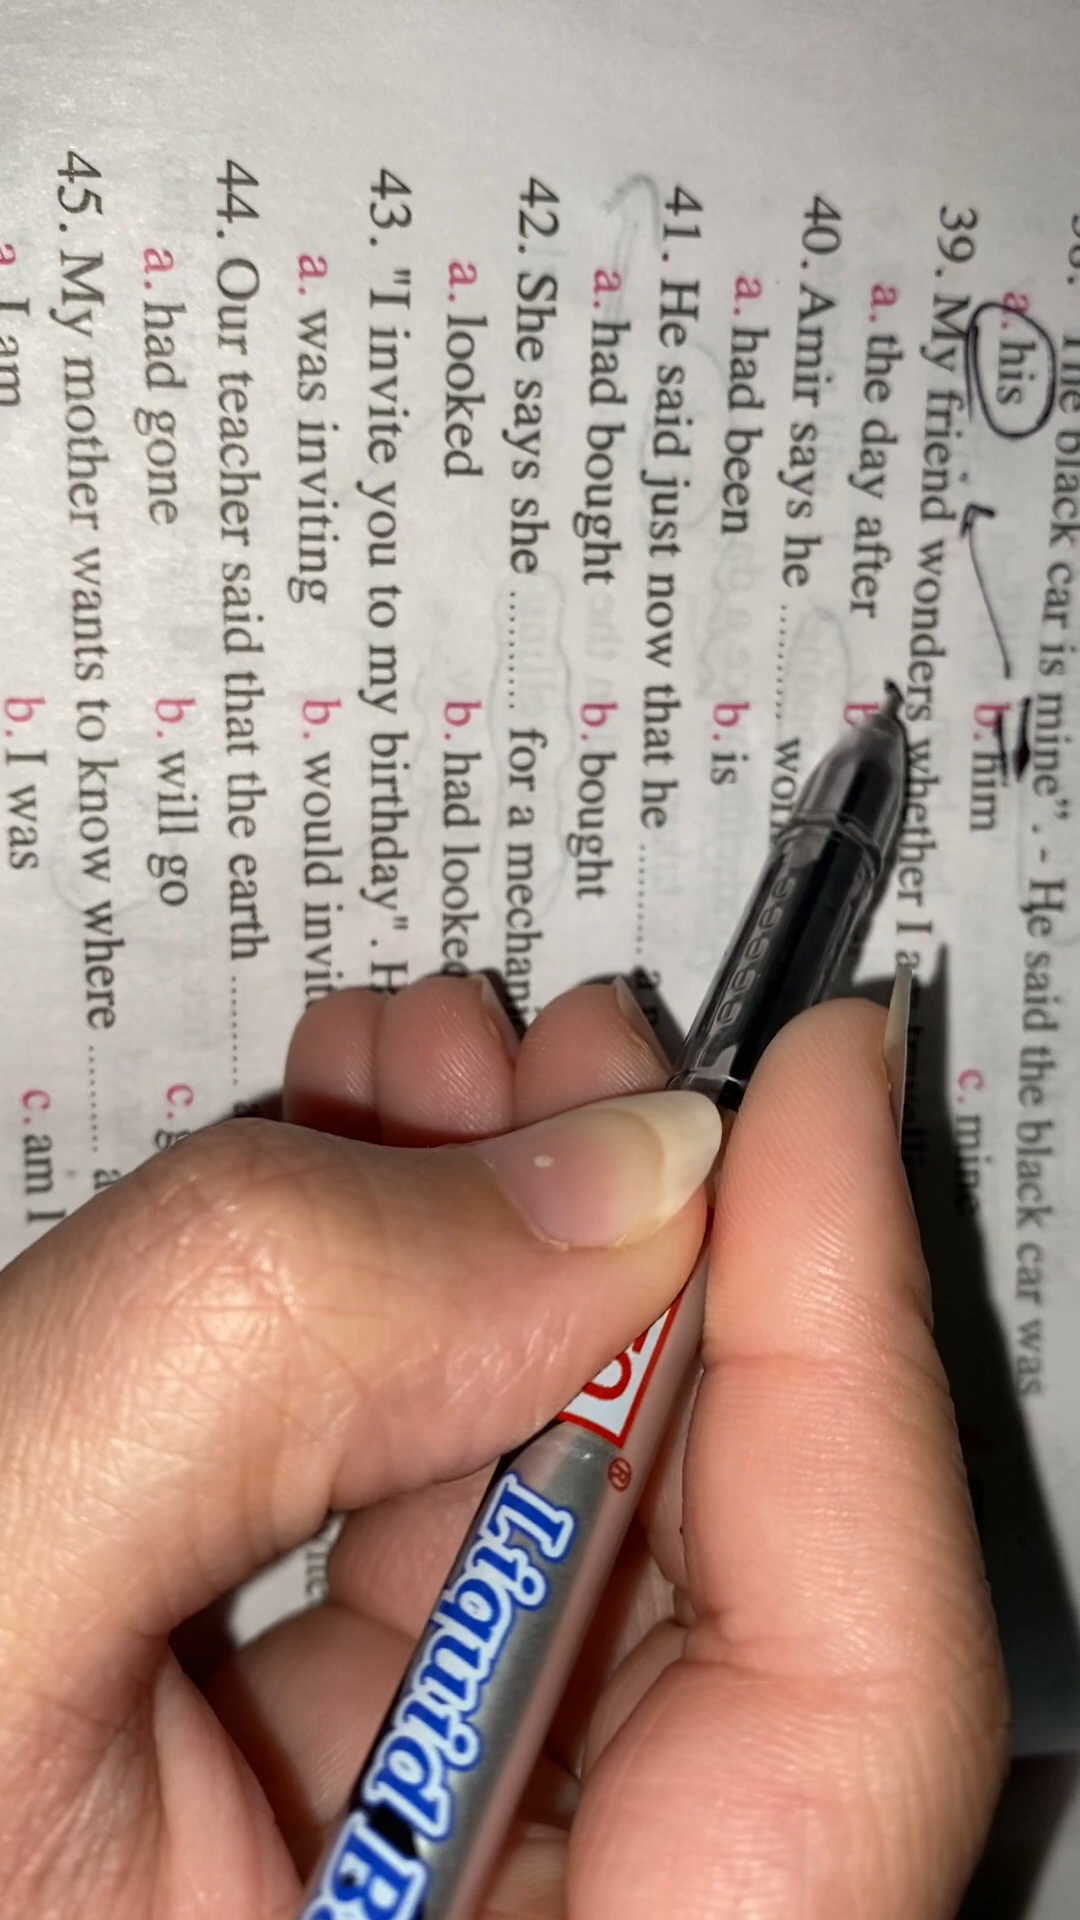 The black car is mine". - He said the black car was
a. his b. him c. mine
39. My friend wonders whether I
a. the day after b
40. Amir says he .......... 
a. had been b. is
41. He said just now that he ..........
a. had bought b. bought
42. She says she .......... for a
a. looked b. had looked
43. "I invite you to my birthday". H
a. was inviting b. would
44. Our teacher said that the earth ..........
a. had gone b. will go c. g
45. My mother wants to know where .......... a
a. I am b. I was c. am I
®
Liquid